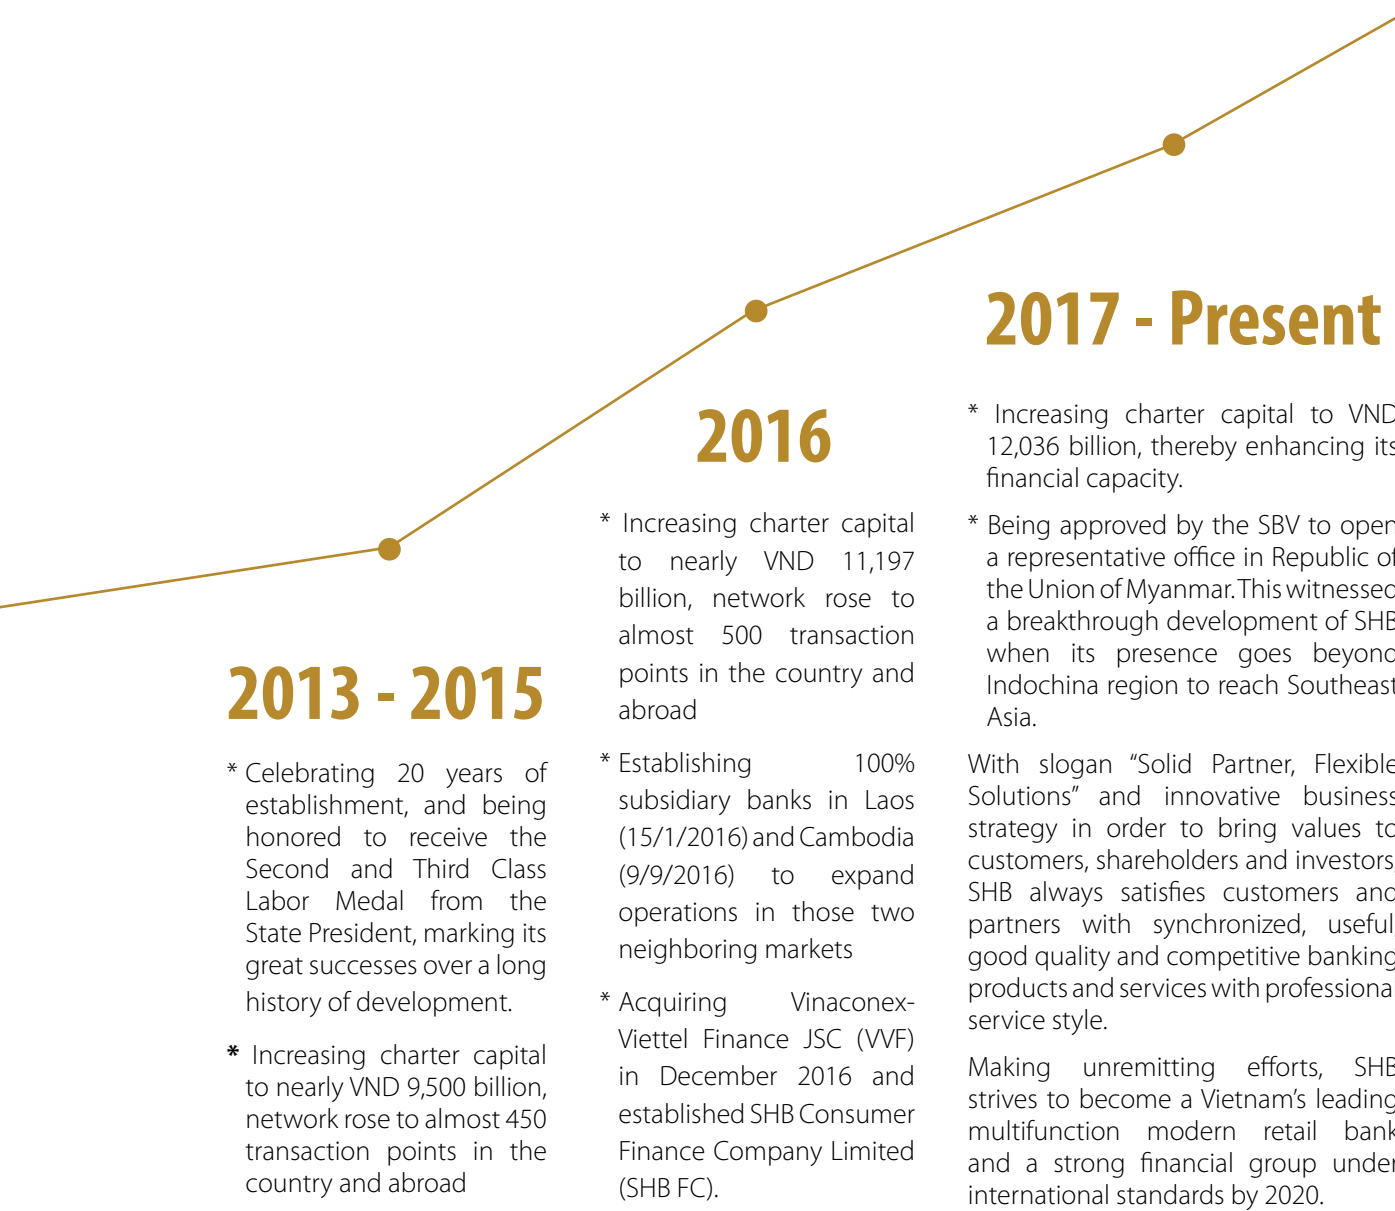 2013 - 2015
* Celebrating 20 years of
establishment, and being
honored to receive the
Second and Third Class
Labor Medal from the
State President, marking its
great successes over a long
history of development.
* Increasing charter capital
to nearly VND 9,500 billion,
network rose to almost 450
transaction points in the
country and abroad
2016
* Increasing charter capital
to nearly VND 11,197
billion, network rose to
almost 500 transaction
points in the country and
abroad
* Establishing 100%
subsidiary banks in Laos
(15/1/2016) and Cambodia
(9/9/2016) to expand
operations in those two
neighboring markets
* Acquiring Vinaconex-
Viettel Finance JSC (VVF)
in December 2016 and
established SHB Consumer
Finance Company Limited
(SHB FC).
2017 - Present
* Increasing charter capital to VND
12,036 billion, thereby enhancing its
financial capacity.
* Being approved by the SBV to open
a representative office in Republic of
the Union of Myanmar. This witnessed
a breakthrough development of SHB
when its presence goes beyond
Indochina region to reach Southeast
Asia.
With slogan “Solid Partner, Flexible
Solutions” and innovative business
strategy in order to bring values to
customers, shareholders and investors,
SHB always satisfies customers and
partners with synchronized, useful,
good quality and competitive banking
products and services with professional
service style.
Making unremitting efforts, SHB
strives to become a Vietnam’s leading
multifunction modern retail bank
and a strong financial group under
international standards by 2020.